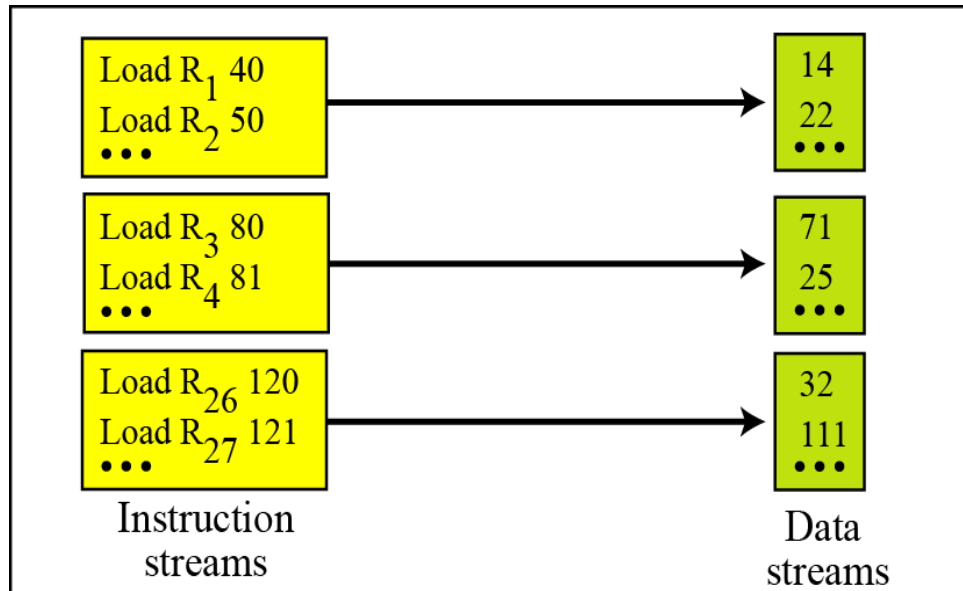 Load R1 40
Load R2 50
•••
14
22
•••
Load R3 80
Load R4 81
•••
71
25
•••
Load R26 120
Load R27 121
•••
32
111
•••
Instruction
streams
Data
streams